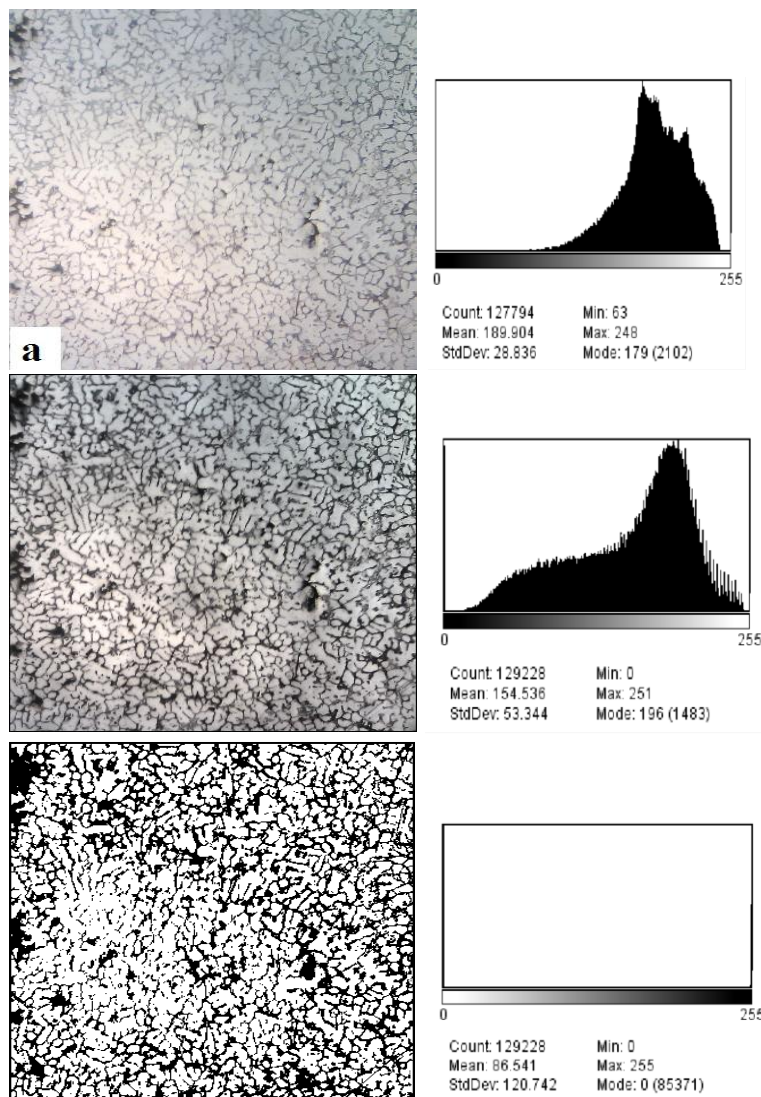 a
0 255
Count: 127794 Min: 63
Mean: 189.904 Max: 248
StdDev: 28.836 Mode: 179 (2102)
0 255
Count: 129228 Min: 0
Mean: 154.536 Max: 251
StdDev: 53.344 Mode: 196 (1483)
0 255
Count: 129228 Min: 0
Mean: 86.541 Max: 255
StdDev: 120.742 Mode: 0 (85371)